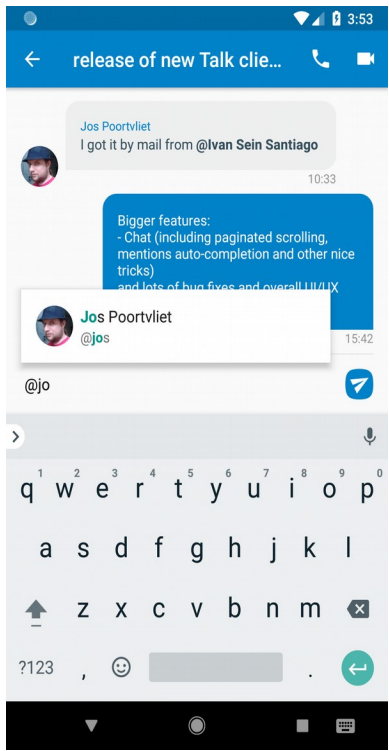 3:53
release of new Talk clie...
Jos Poortvliet
I got it by mail from @Ivan Sein Santiago
10:33
Bigger features:
- Chat (including paginated scrolling,
mentions auto-completion and other nice
tricks)
and lots of bug fixes and overall UI/UX
Jos Poortvliet
@jos
15:42
@jo
1 2 3 4 5 6 7 8 9 0
q w e r t y u i o p
a s d f g h j k l
z x c v b n m
?123 , .